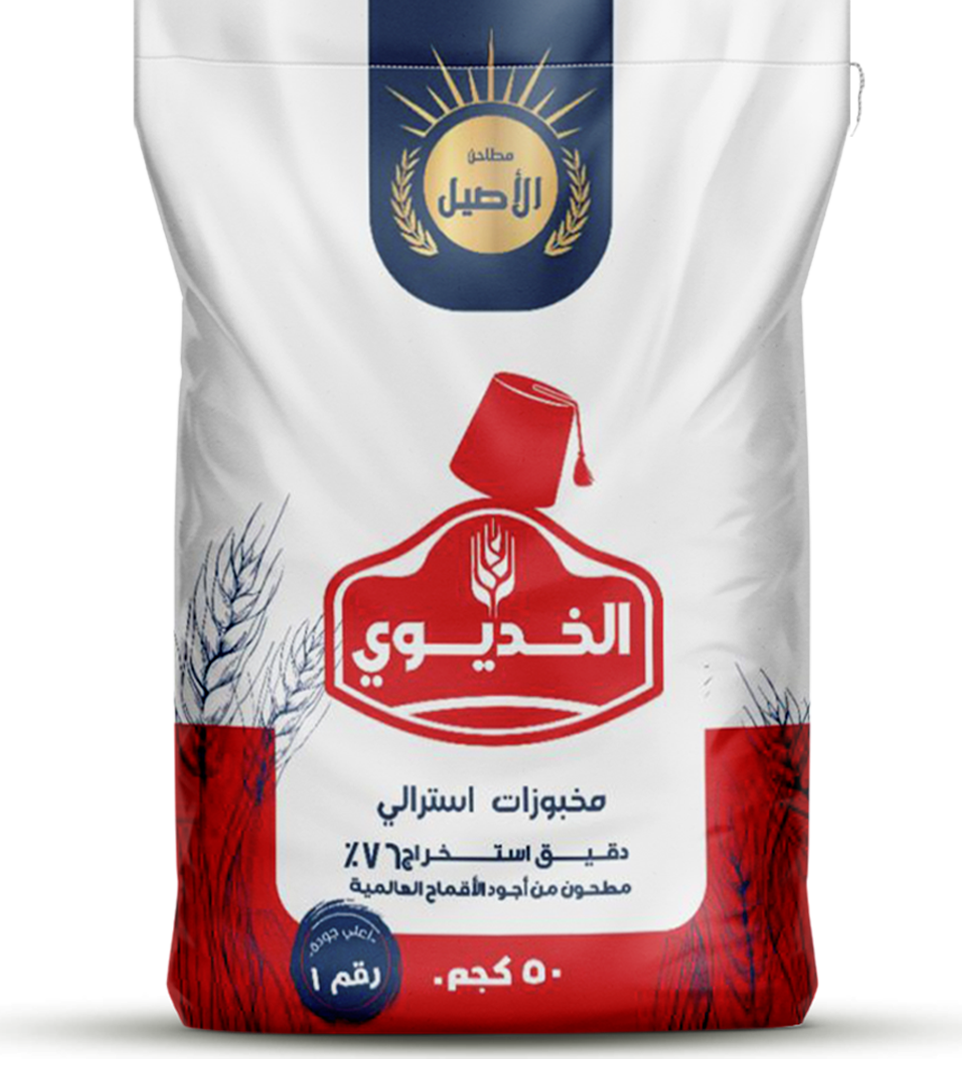 مطاحن
الأصيل
الخديوي
مخبوزات استرالي
دقيق استخراج ٧٦٪
مطحون من أجود الأقماح العالمية
أعلى جودة
رقم ١
٥٠ كجم.